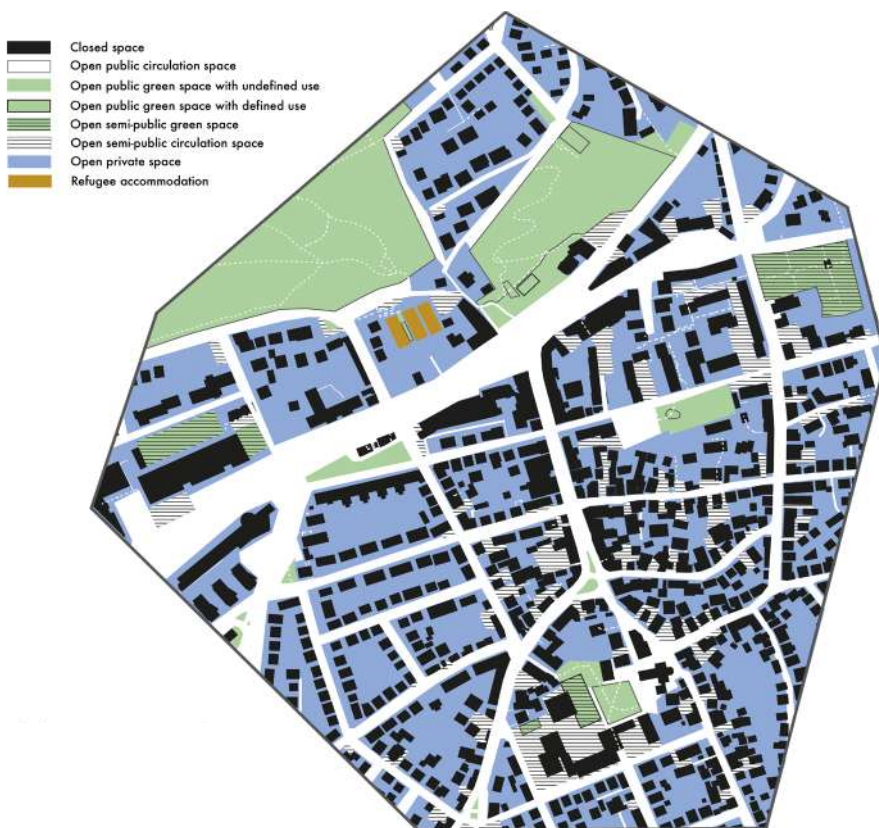 Closed space
Open public circulation space
Open public green space with undefined use
Open public green space with defined use
Open semi-public green space
Open semi-public circulation space
Open private space
Refugee accommodation